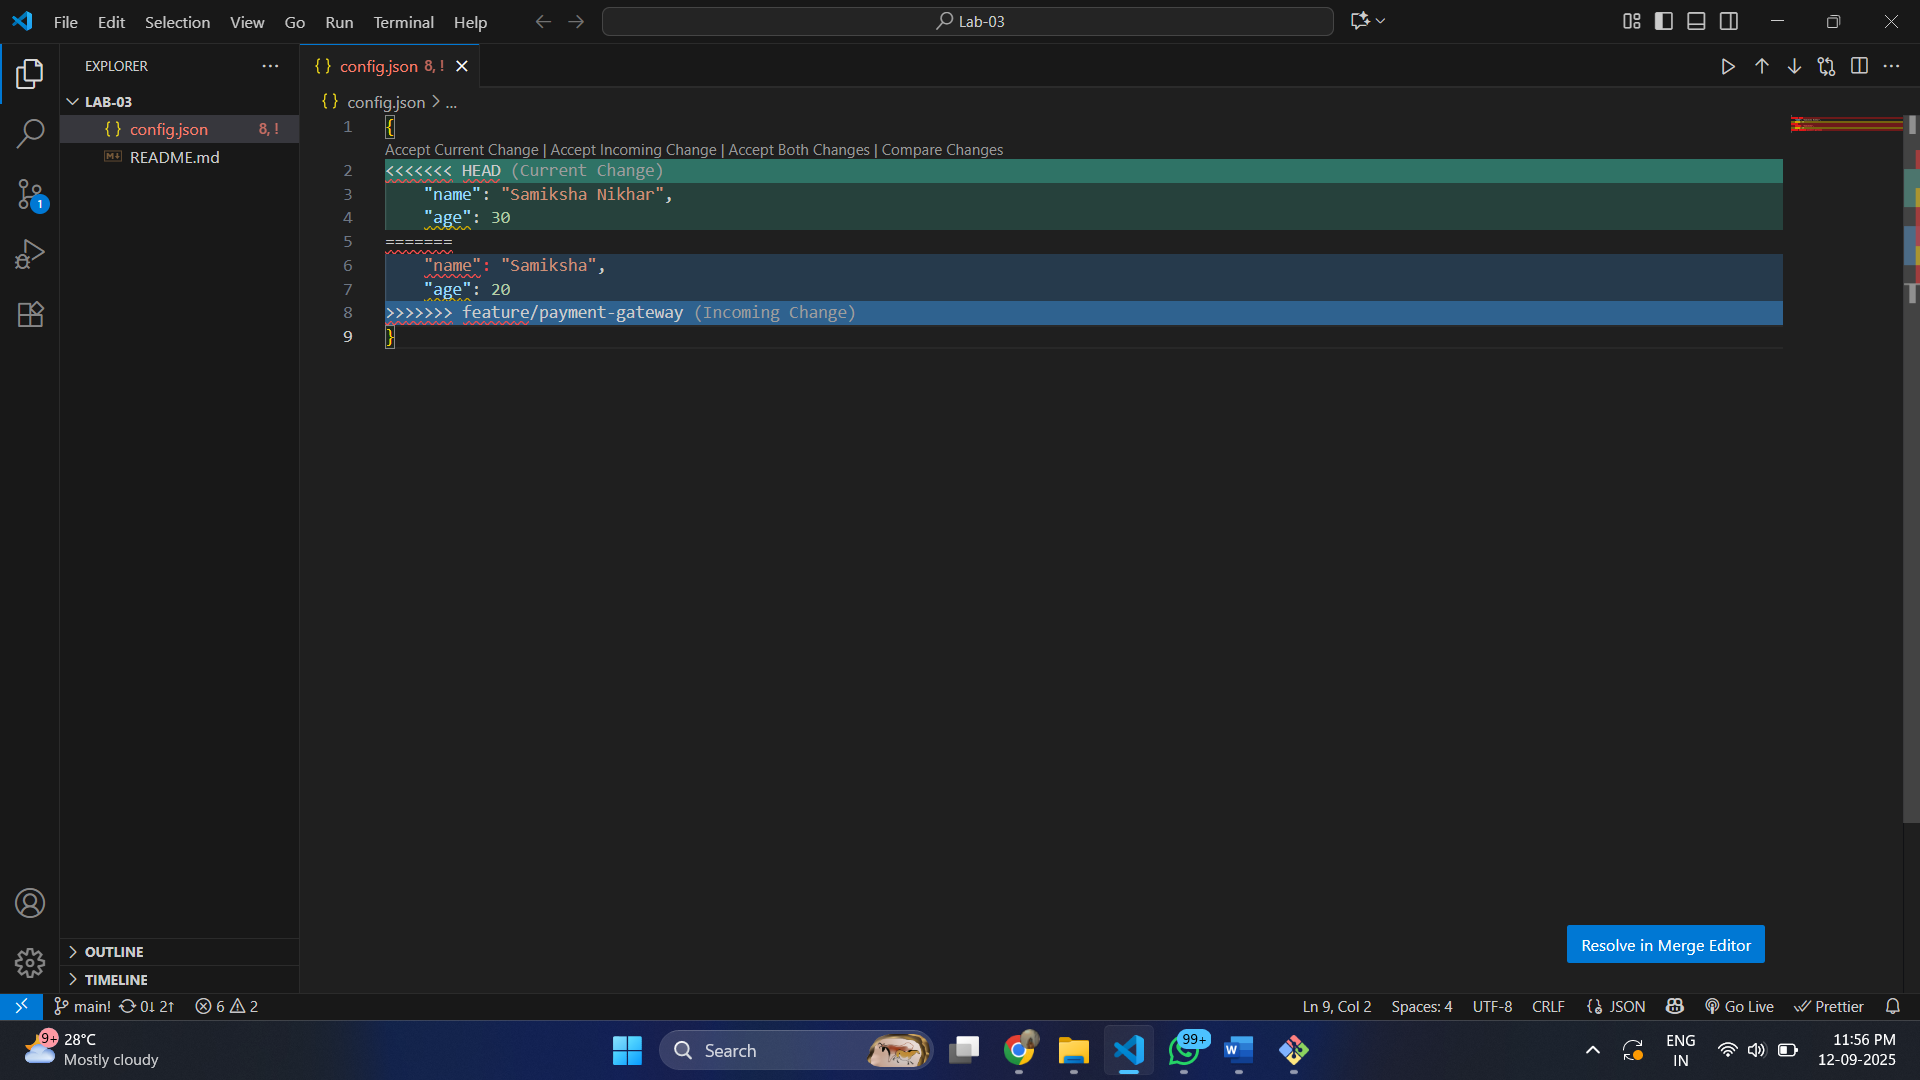 File Edit Selection View Go Run Terminal Help
Lab-03
EXPLORER
config.json 8, !
LAB-03
config.json 8, !
README.md
config.json > ...
1 {
Accept Current Change | Accept Incoming Change | Accept Both Changes | Compare Changes
2 <<<<<<< HEAD (Current Change)
3 "name": "Samiksha Nikhar",
4 "age": 30
5 =======
6 "name": "Samiksha",
7 "age": 20
8 >>>>>>> feature/payment-gateway (Incoming Change)
9 }
1
Resolve in Merge Editor
OUTLINE
TIMELINE
main! 0↓ 2↑ 6 2
Ln 9, Col 2 Spaces: 4 UTF-8 CRLF {} JSON Go Live Prettier
9+ 28°C
Mostly cloudy
Search
99+
ENG
IN
11:56 PM
12-09-2025